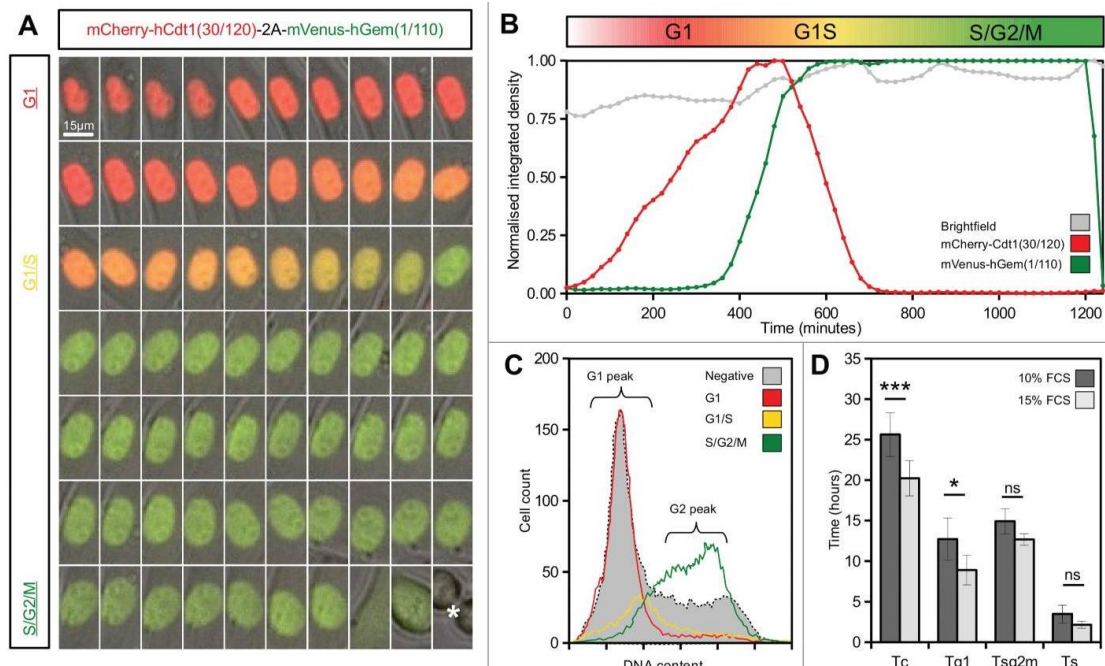 A
mCherry-hCdt1(30/120)-2A-mVenus-hGem(1/110)
G1
15μm
G1/S
S/G2/M
*
B
G1
G1S
S/G2/M
Normalised integrated density
1.00
0.75
0.50
0.25
0.00
Brightfield
mCherry-Cdt1(30/120)
mVenus-hGem(1/110)
0
200
400
600
800
1000
1200
Time (minutes)
C
Cell count
200
150
100
50
0
G1 peak
G2 peak
Negative
G1
G1/S
S/G2/M
DNA content
D
Time (hours)
35
30
25
20
15
10
5
0
10% FCS
15% FCS
***
*
ns
ns
Tc
Tg1
Tsg2m
Ts